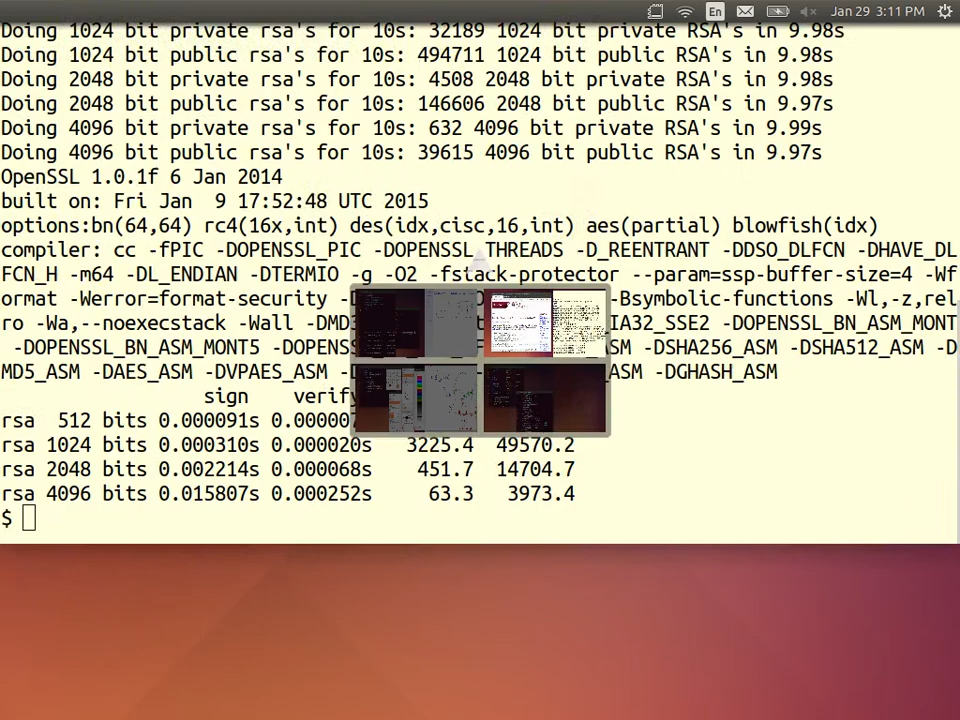 En Jan 29 3:11 PM
Doing 1024 bit private rsa's for 10s: 32189 1024 bit private RSA's in 9.98s
Doing 1024 bit public rsa's for 10s: 494711 1024 bit public RSA's in 9.98s
Doing 2048 bit private rsa's for 10s: 4508 2048 bit private RSA's in 9.98s
Doing 2048 bit public rsa's for 10s: 146606 2048 bit public RSA's in 9.97s
Doing 4096 bit private rsa's for 10s: 632 4096 bit private RSA's in 9.99s
Doing 4096 bit public rsa's for 10s: 39615 4096 bit public RSA's in 9.97s
OpenSSL 1.0.1f 6 Jan 2014
built on: Fri Jan  9 17:52:48 UTC 2015
options:bn(64,64) rc4(16x,int) des(idx,cisc,16,int) aes(partial) blowfish(idx)
compiler: cc -fPIC -DOPENSSL_PIC -DOPENSSL_THREADS -D_REENTRANT -DDSO_DLFCN -DHAVE_DL
FCN_H -m64 -DL_ENDIAN -DTERMIO -g -O2 -fstack-protector --param=ssp-buffer-size=4 -Wf
ormat -Werror=format-security -Bsymbolic-functions -Wl,-z,rel
ro -Wa,--noexecstack -Wall IA32_SSE2 -DOPENSSL_BN_ASM_MONT
-DOPENSSL_BN_ASM_MONT5 -DSHA256_ASM -DSHA512_ASM -D
MD5_ASM -DAES_ASM -DVPAES_ASM -DGHASH_ASM
sign verify
rsa  512 bits 0.000091s
rsa 1024 bits 0.000310s 0.000020s 3225.4 49570.2
rsa 2048 bits 0.002214s 0.000068s 451.7 14704.7
rsa 4096 bits 0.015807s 0.000252s 63.3 3973.4
$